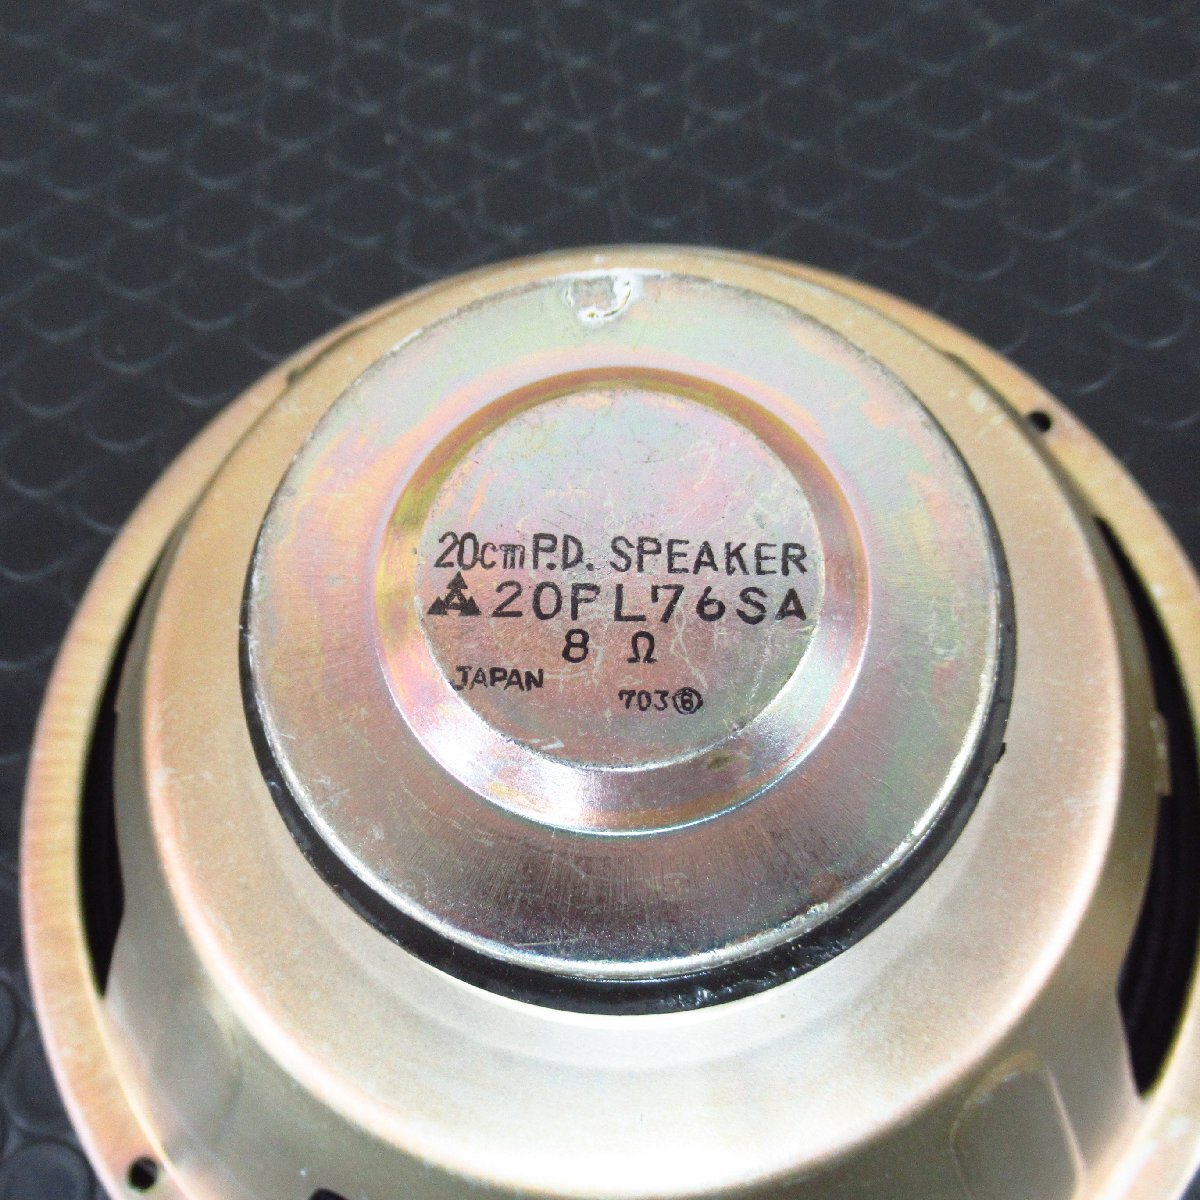 20cm P.D. SPEAKER
20PL76SA
8 Ω
JAPAN
703⑥